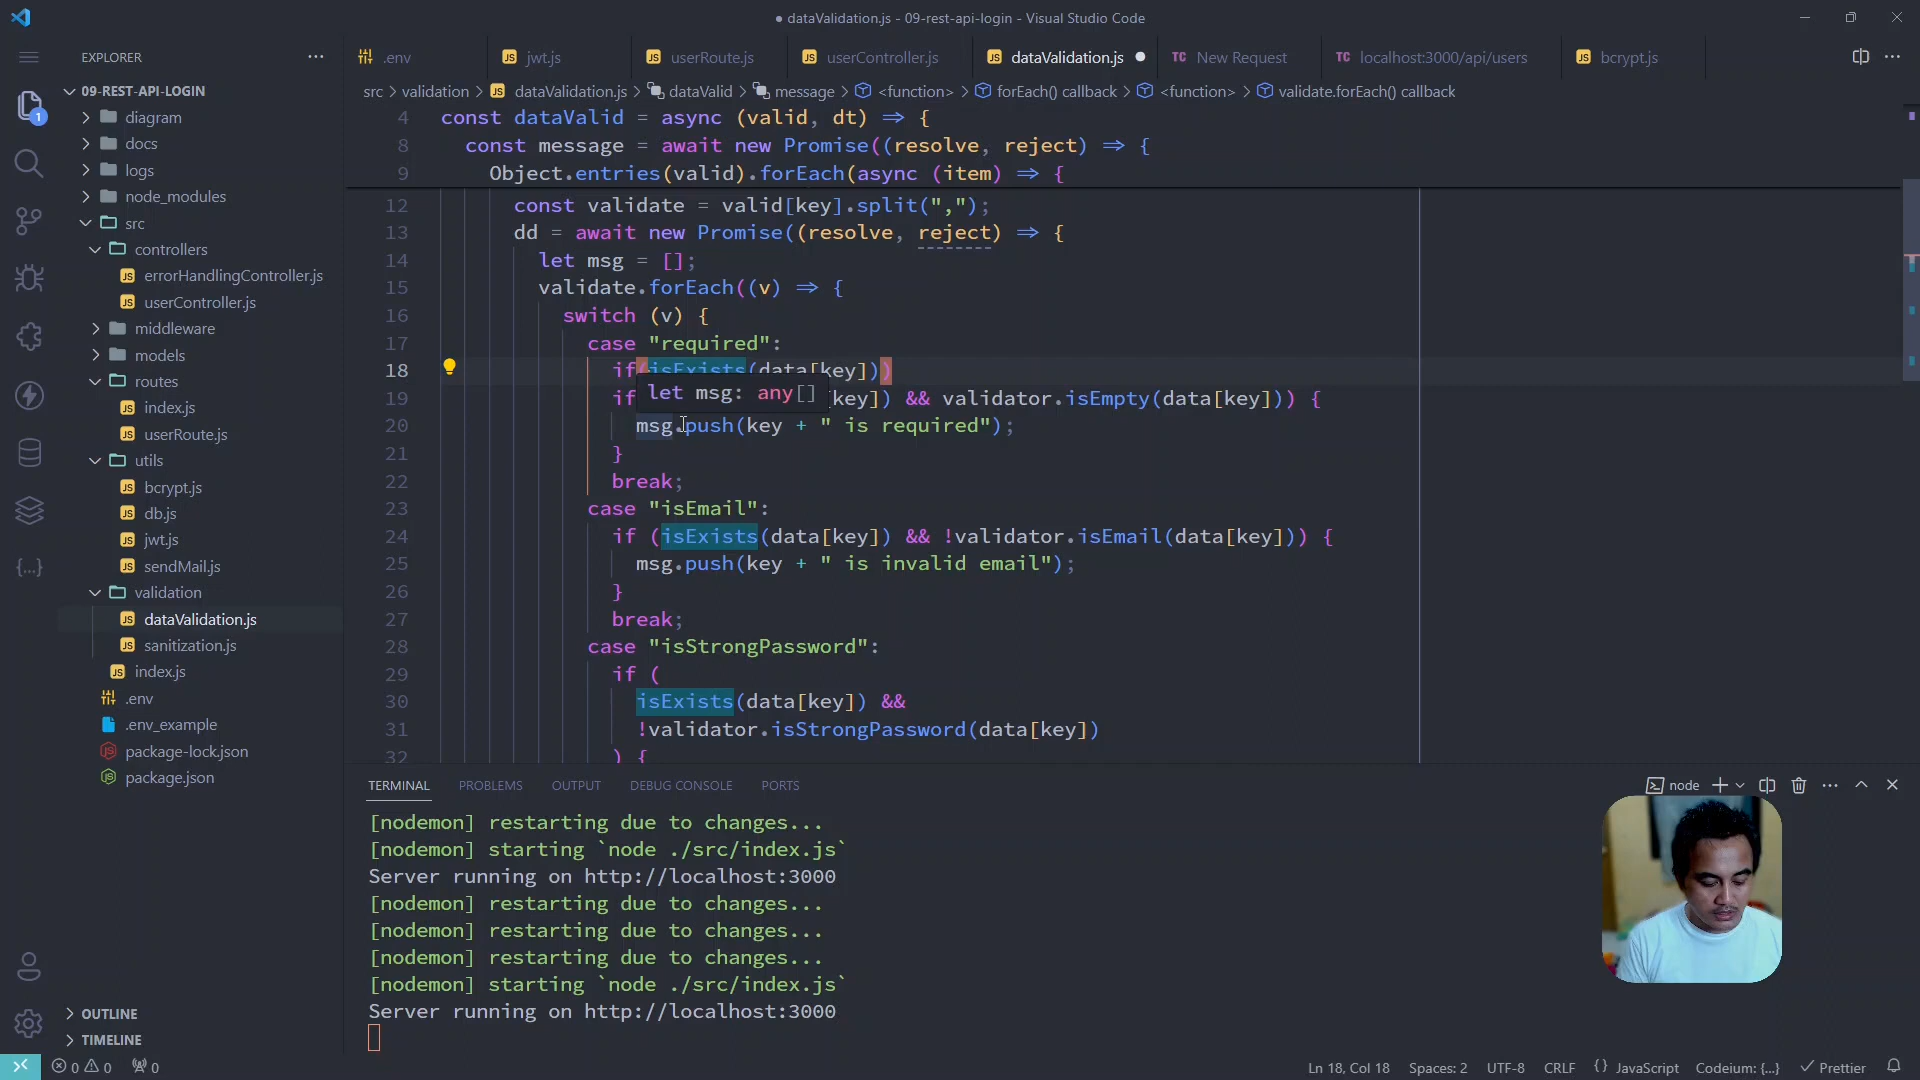 dataValidation.js - 09-rest-api-login - Visual Studio Code
EXPLORER
.env
jwt.js
userRoute.js
userController.js
dataValidation.js
TC New Request
TC localhost:3000/api/users
bcrypt.js
src > validation > JS dataValidation.js > dataValid > message > <function> > forEach() callback > <function> > validate.forEach() callback
09-REST-API-LOGIN
diagram
docs
logs
node_modules
src
controllers
errorHandlingController.js
userController.js
middleware
models
routes
index.js
userRoute.js
utils
bcrypt.js
db.js
jwt.js
sendMail.js
validation
dataValidation.js
sanitization.js
index.js
.env
.env_example
package-lock.json
package.json
OUTLINE
TIMELINE
4 const dataValid = async (valid, dt) => {
8 const message = await new Promise((resolve, reject) => {
9 Object.entries(valid).forEach(async (item) => {
12 const validate = valid[key].split(",");
13 dd = await new Promise((resolve, reject) => {
14 let msg = [];
15 validate.forEach((v) => {
16 switch (v) {
17 case "required":
18 if(isExists(data[key]))
let msg: any[]
19 if key]) && validator.isEmpty(data[key])) {
20 msg.push(key + " is required");
21 }
22 break;
23 case "isEmail":
24 if (isExists(data[key]) && !validator.isEmail(data[key])) {
25 msg.push(key + " is invalid email");
26 }
27 break;
28 case "isStrongPassword":
29 if (
30 isExists(data[key]) &&
31 !validator.isStrongPassword(data[key])
32 ) {
TERMINAL PROBLEMS OUTPUT DEBUG CONSOLE PORTS
node
[nodemon] restarting due to changes...
[nodemon] starting `node ./src/index.js`
Server running on http://localhost:3000
[nodemon] restarting due to changes...
[nodemon] restarting due to changes...
[nodemon] restarting due to changes...
[nodemon] starting `node ./src/index.js`
Server running on http://localhost:3000
0 0 0
Ln 18, Col 18 Spaces: 2 UTF-8 CRLF {} JavaScript Codeium: {...} Prettier